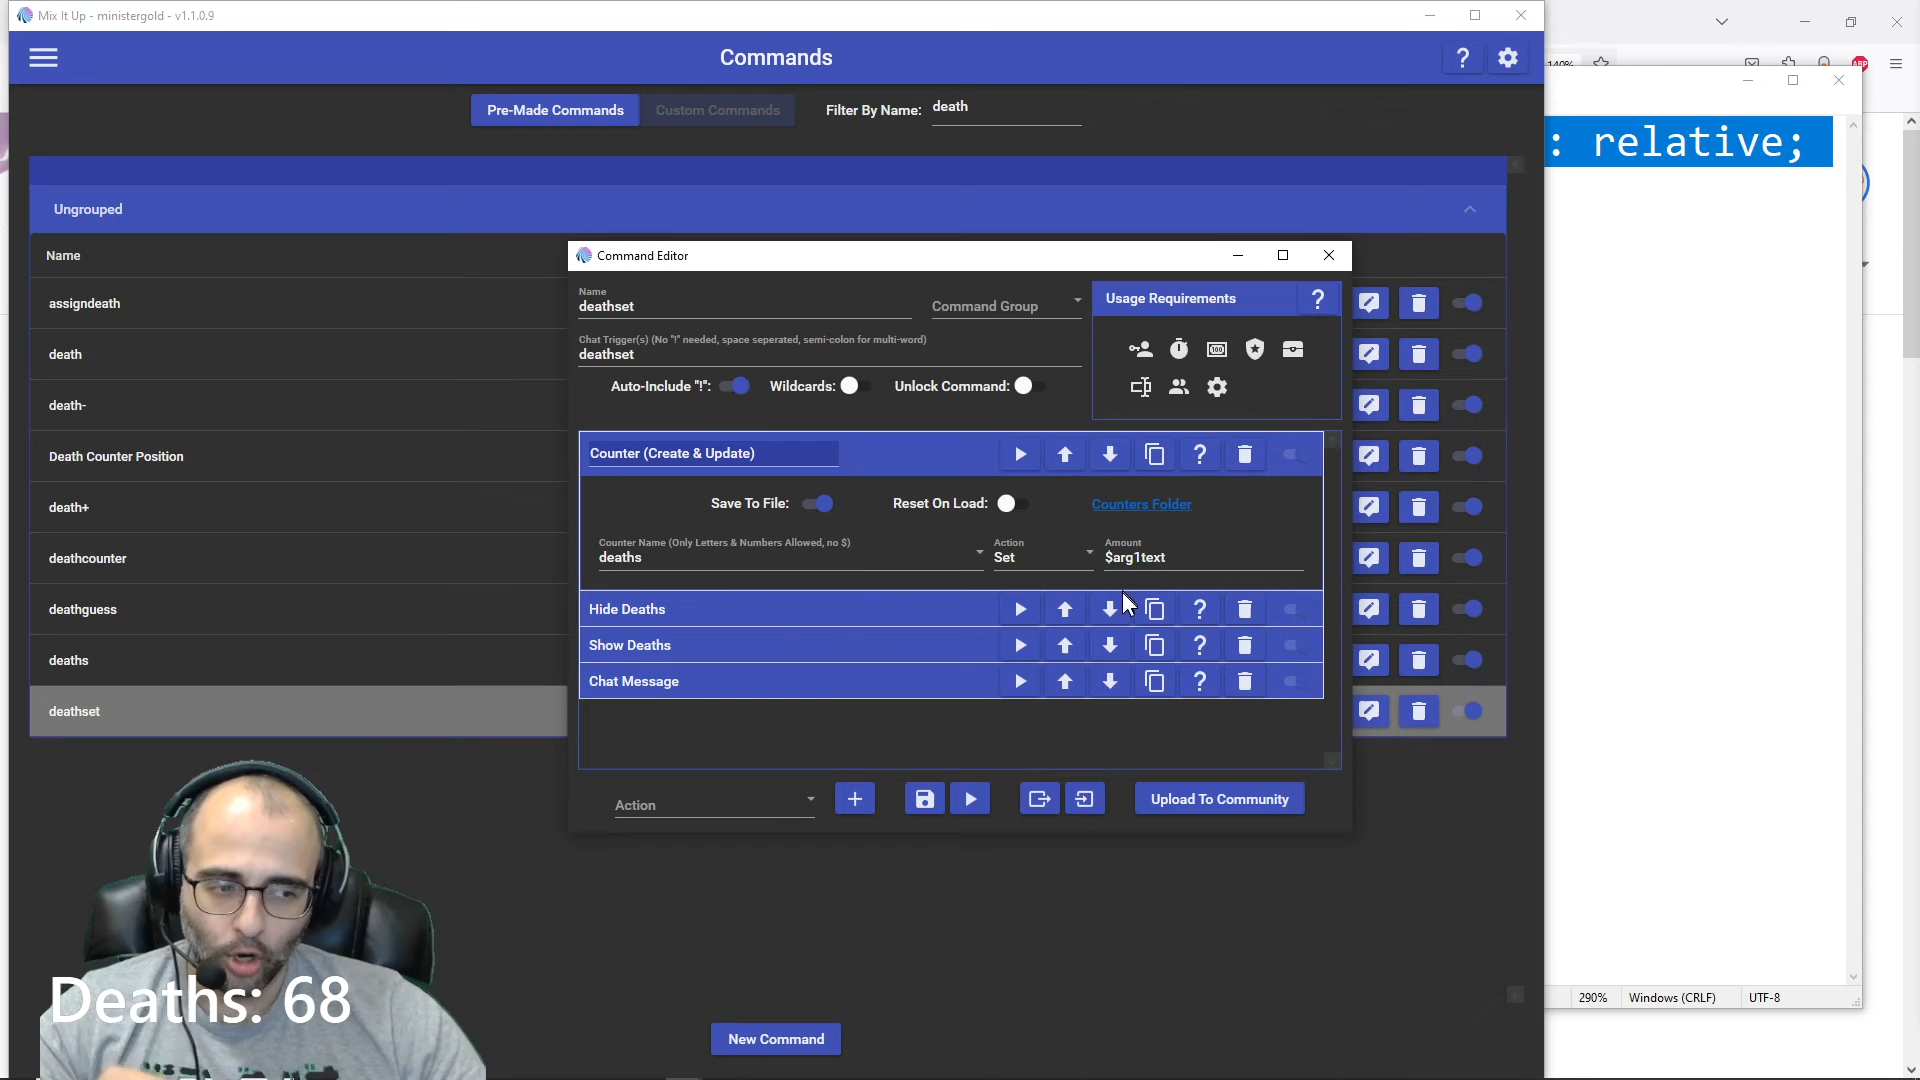 Mix It Up - ministergold - v1.1.0.9
Commands
?
Pre-Made Commands
Custom Commands
Filter By Name:
death
140%
ABP
: relative;
Ungrouped
Name
assigndeath
death
death-
Death Counter Position
death+
deathcounter
deathguess
deaths
deathset
Command Editor
Name
deathset
Command Group
Usage Requirements
?
Chat Trigger(s) (No "!" needed, space seperated, semi-colon for multi-word)
deathset
Auto-Include "!":
Wildcards:
Unlock Command:
Counter (Create & Update)
?
Save To File:
Reset On Load:
Counters Folder
Counter Name (Only Letters & Numbers Allowed, no $)
deaths
Action
Set
Amount
$arg1text
Hide Deaths
?
Show Deaths
?
Chat Message
?
Action
Upload To Community
Deaths: 68
New Command
290%
Windows (CRLF)
UTF-8